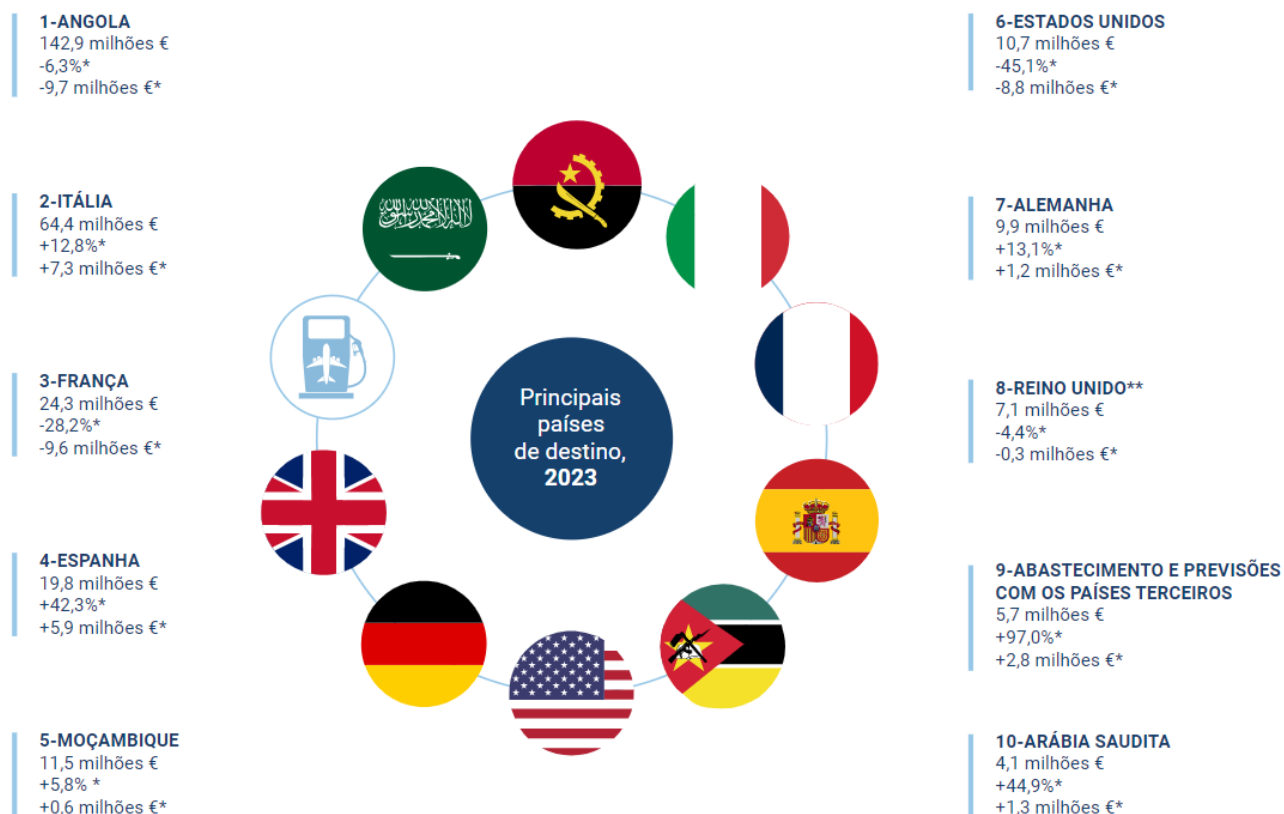 1-ANGOLA
142,9 milhões €
-6,3%*
-9,7 milhões €*
2-ITÁLIA
64,4 milhões €
+12,8%*
+7,3 milhões €*
3-FRANÇA
24,3 milhões €
-28,2%*
-9,6 milhões €*
4-ESPANHA
19,8 milhões €
+42,3%*
+5,9 milhões €*
5-MOÇAMBIQUE
11,5 milhões €
+5,8% *
+0,6 milhões €*
Principais
países
de destino,
2023
6-ESTADOS UNIDOS
10,7 milhões €
-45,1%*
-8,8 milhões €*
7-ALEMANHA
9,9 milhões €
+13,1%*
+1,2 milhões €*
8-REINO UNIDO**
7,1 milhões €
-4,4%*
-0,3 milhões €*
9-ABASTECIMENTO E PREVISÕES
COM OS PAÍSES TERCEIROS
5,7 milhões €
+97,0%*
+2,8 milhões €*
10-ARÁBIA SAUDITA
4,1 milhões €
+44,9%*
+1,3 milhões €*